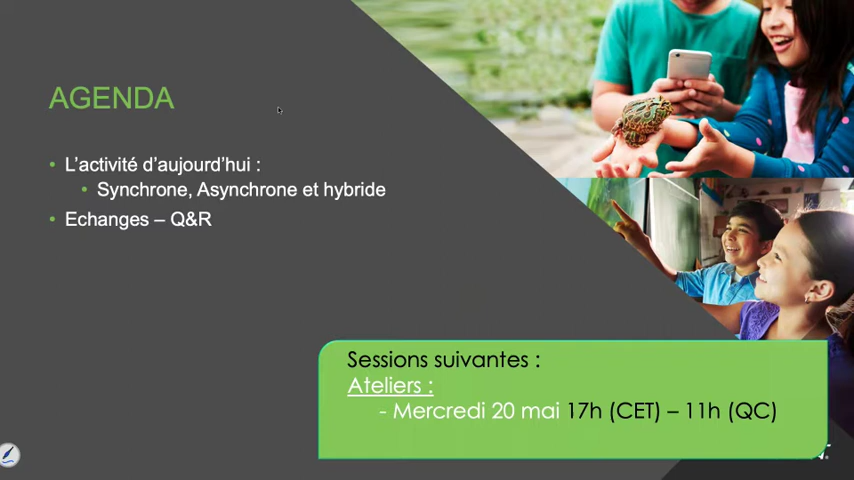 AGENDA
• L'activité d'aujourd'hui :
• Synchrone, Asynchrone et hybride
• Echanges – Q&R
Sessions suivantes :
Ateliers :
- Mercredi 20 mai 17h (CET) – 11h (QC)